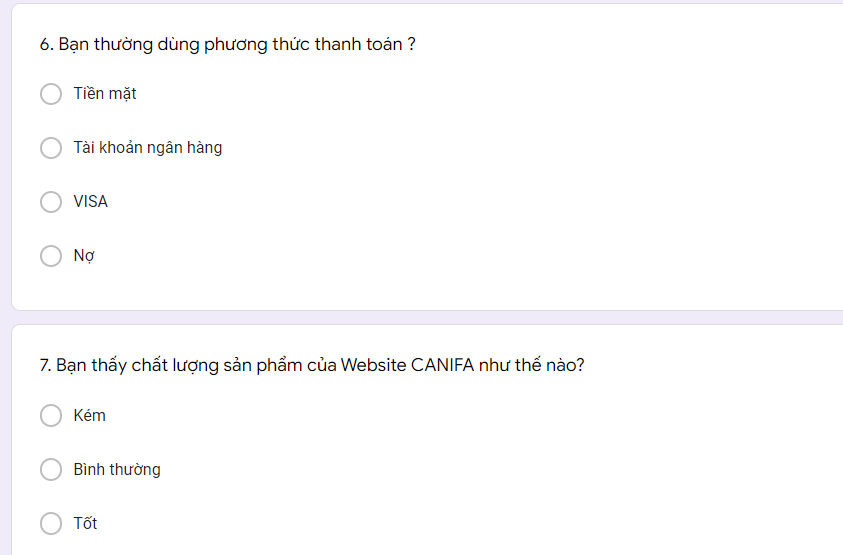 6. Bạn thường dùng phương thức thanh toán ?
Tiền mặt
Tài khoản ngân hàng
VISA
Nợ
7. Bạn thấy chất lượng sản phẩm của Website CANIFA như thế nào?
Kém
Bình thường
Tốt